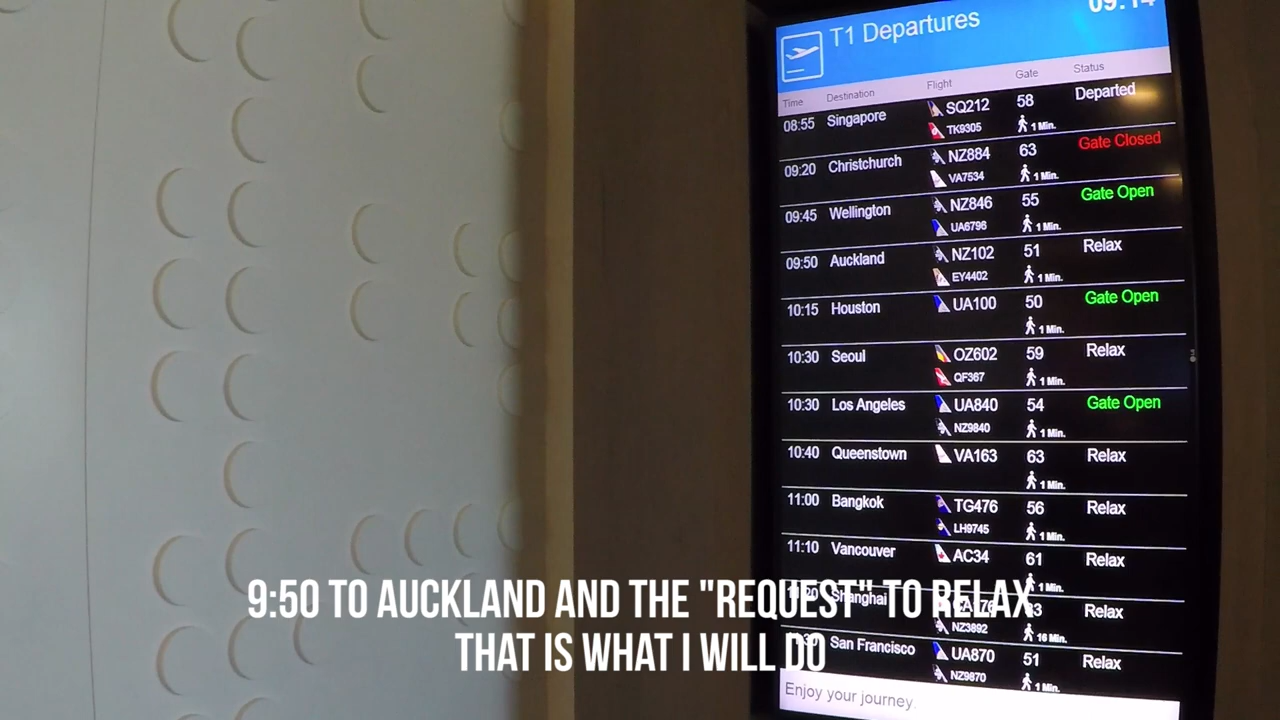 09:14
T1 Departures
Time Destination Flight Gate Status
08:55 Singapore SQ212 58 Departed
TK9305 1 Min.
09:20 Christchurch NZ884 63 Gate Closed
VA7534 1 Min.
09:45 Wellington NZ846 55 Gate Open
UA6796 1 Min.
09:50 Auckland NZ102 51 Relax
EY4402 1 Min.
10:15 Houston UA100 50 Gate Open
1 Min.
10:30 Seoul OZ602 59 Relax
QF367 1 Min.
10:30 Los Angeles UA840 54 Gate Open
NZ9840 1 Min.
10:40 Queenstown VA163 63 Relax
1 Min.
11:00 Bangkok TG476 56 Relax
LH9745 1 Min.
11:10 Vancouver AC34 61 Relax
1 Min.
Shanghai Relax
NZ3892 16 Min.
San Francisco UA870 51 Relax
NZ9870 1 Min.
Enjoy your journey.
9:50 TO AUCKLAND AND THE "REQUEST" TO RELAX
THAT IS WHAT I WILL DO